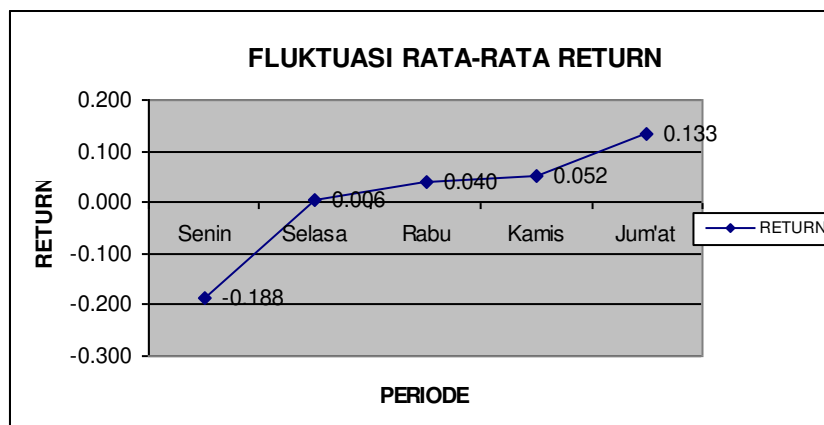 FLUKTUASI RATA-RATA RETURN
0.200
0.100
0.000
-0.100
-0.200
-0.300
RETURN
-0.188
0.006
0.040
0.052
0.133
Senin
Selasa
Rabu
Kamis
Jum'at
RETURN
PERIODE